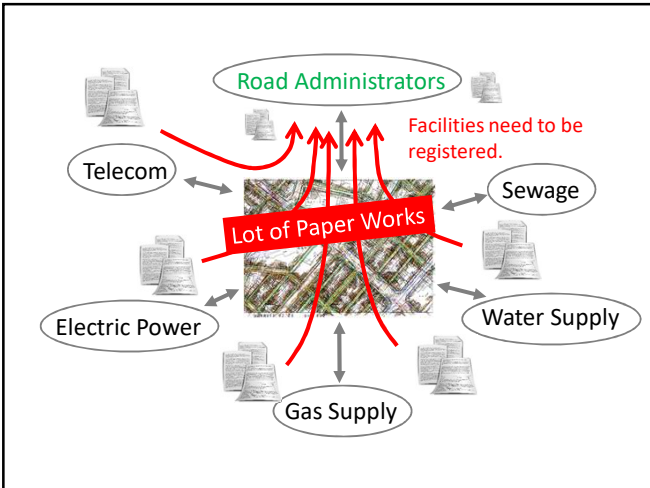 Road Administrators
Facilities need to be
registered.
Telecom
Sewage
Lot of Paper Works
Electric Power
Water Supply
Gas Supply